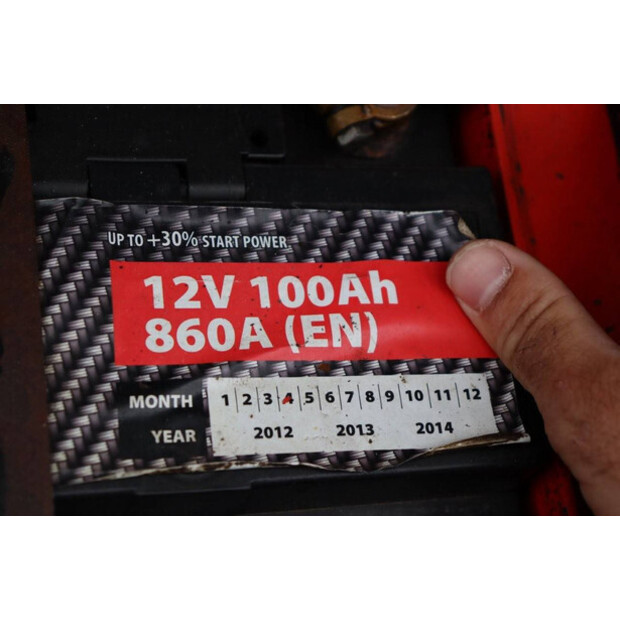 UP TO +30% START POWER
12V 100Ah
860A (EN)
MONTH 1 2 3 4 5 6 7 8 9 10 11 12
YEAR 2012 2013 2014